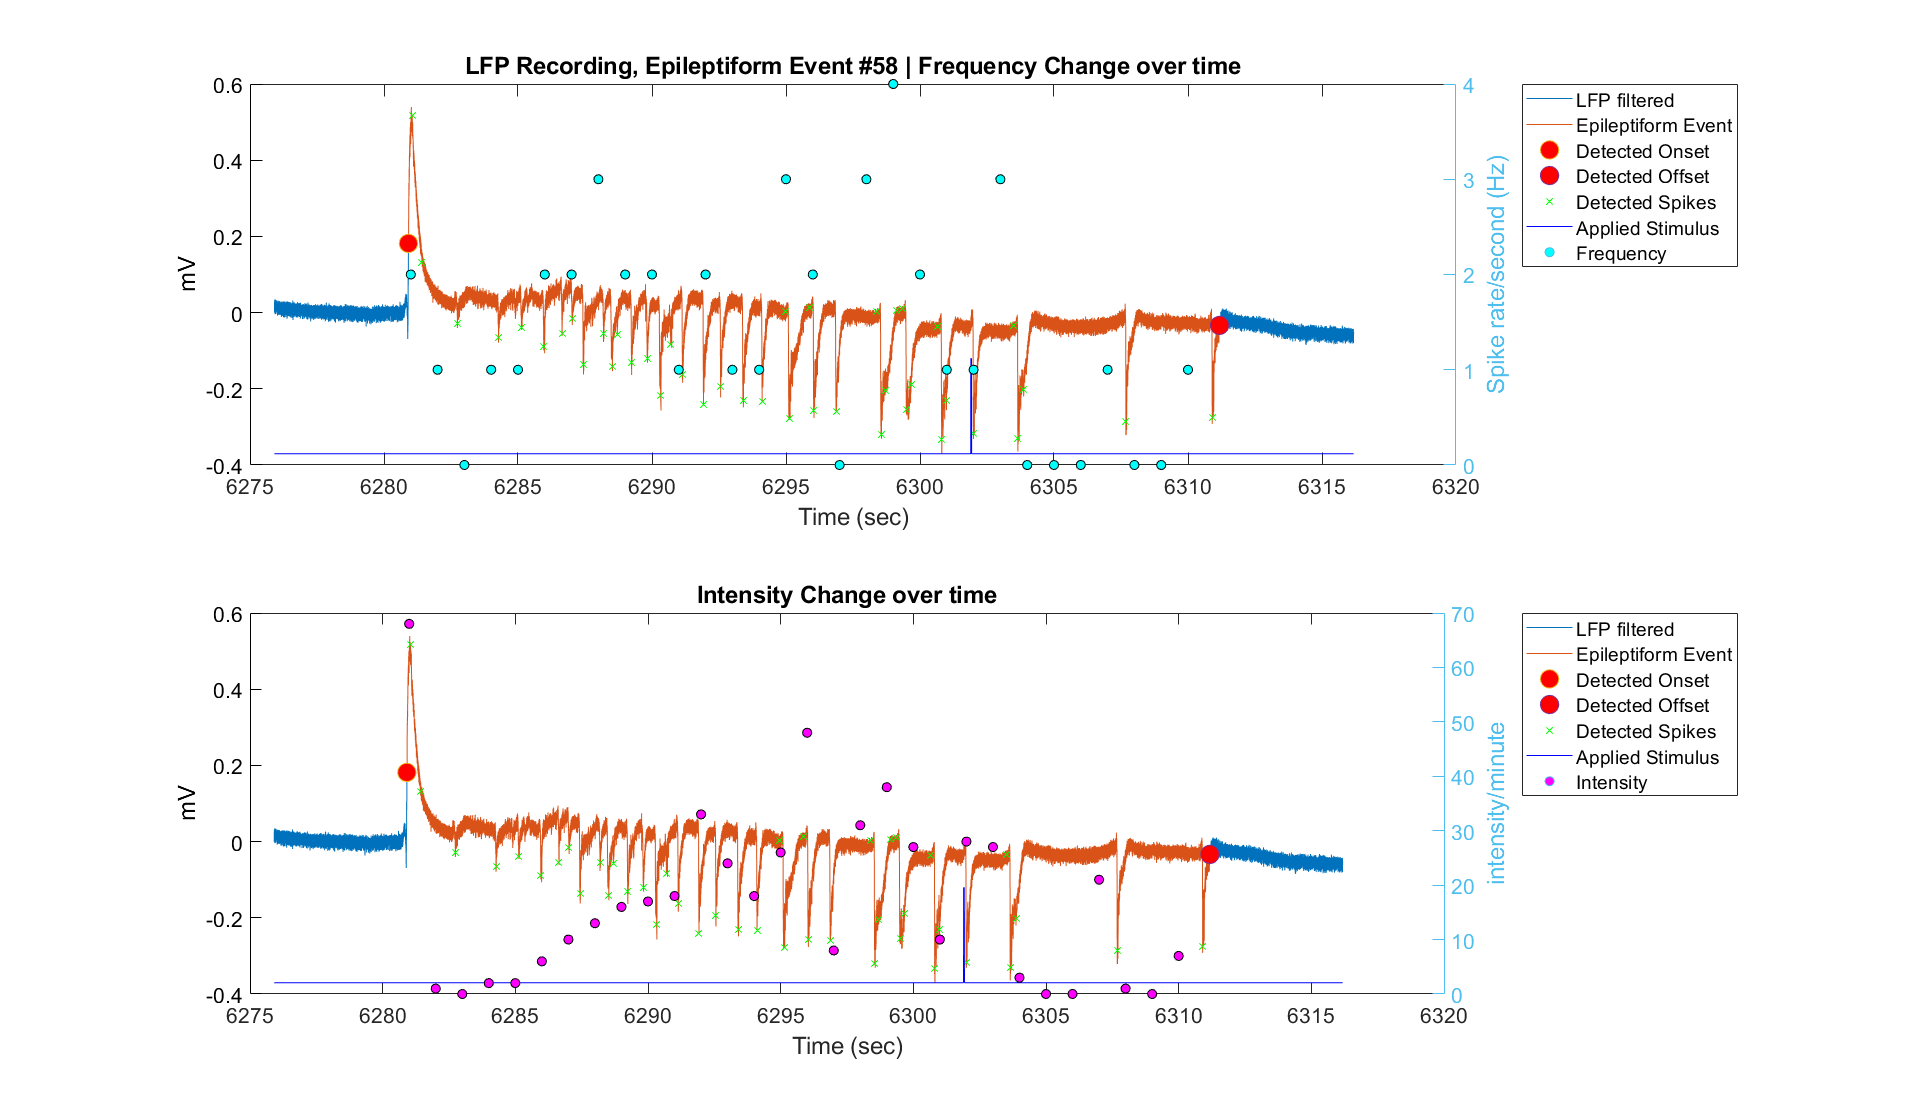 LFP Recording, Epileptiform Event #58 | Frequency Change over time
0.6
0.4
0.2
0
-0.2
-0.4
mV
6275 6280 6285 6290 6295 6300 6305 6310 6315 6320
Time (sec)
4
3
2
1
0
Spike rate/second (Hz)
LFP filtered
Epileptiform Event
Detected Onset
Detected Offset
Detected Spikes
Applied Stimulus
Frequency
Intensity Change over time
0.6
0.4
0.2
0
-0.2
-0.4
mV
6275 6280 6285 6290 6295 6300 6305 6310 6315 6320
Time (sec)
70
60
50
40
30
20
10
0
intensity/minute
LFP filtered
Epileptiform Event
Detected Onset
Detected Offset
Detected Spikes
Applied Stimulus
Intensity